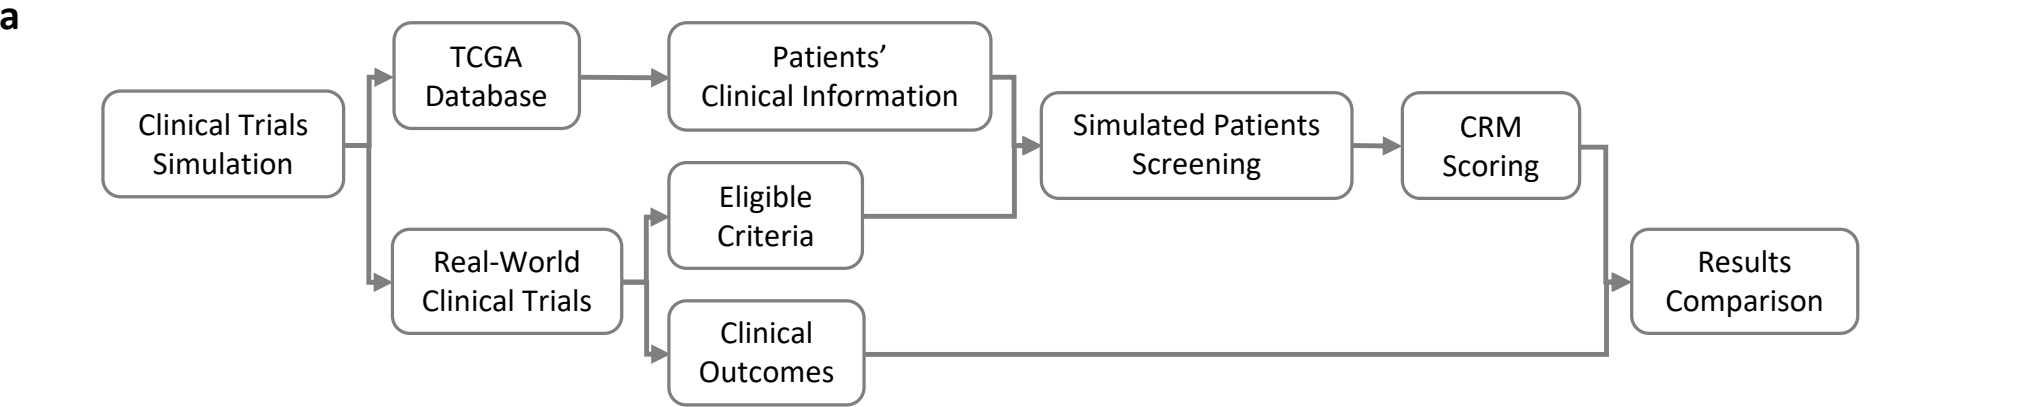 a
Clinical Trials
Simulation
TCGA
Database
Patients’
Clinical Information
Real-World
Clinical Trials
Eligible
Criteria
Clinical
Outcomes
Simulated Patients
Screening
CRM
Scoring
Results
Comparison